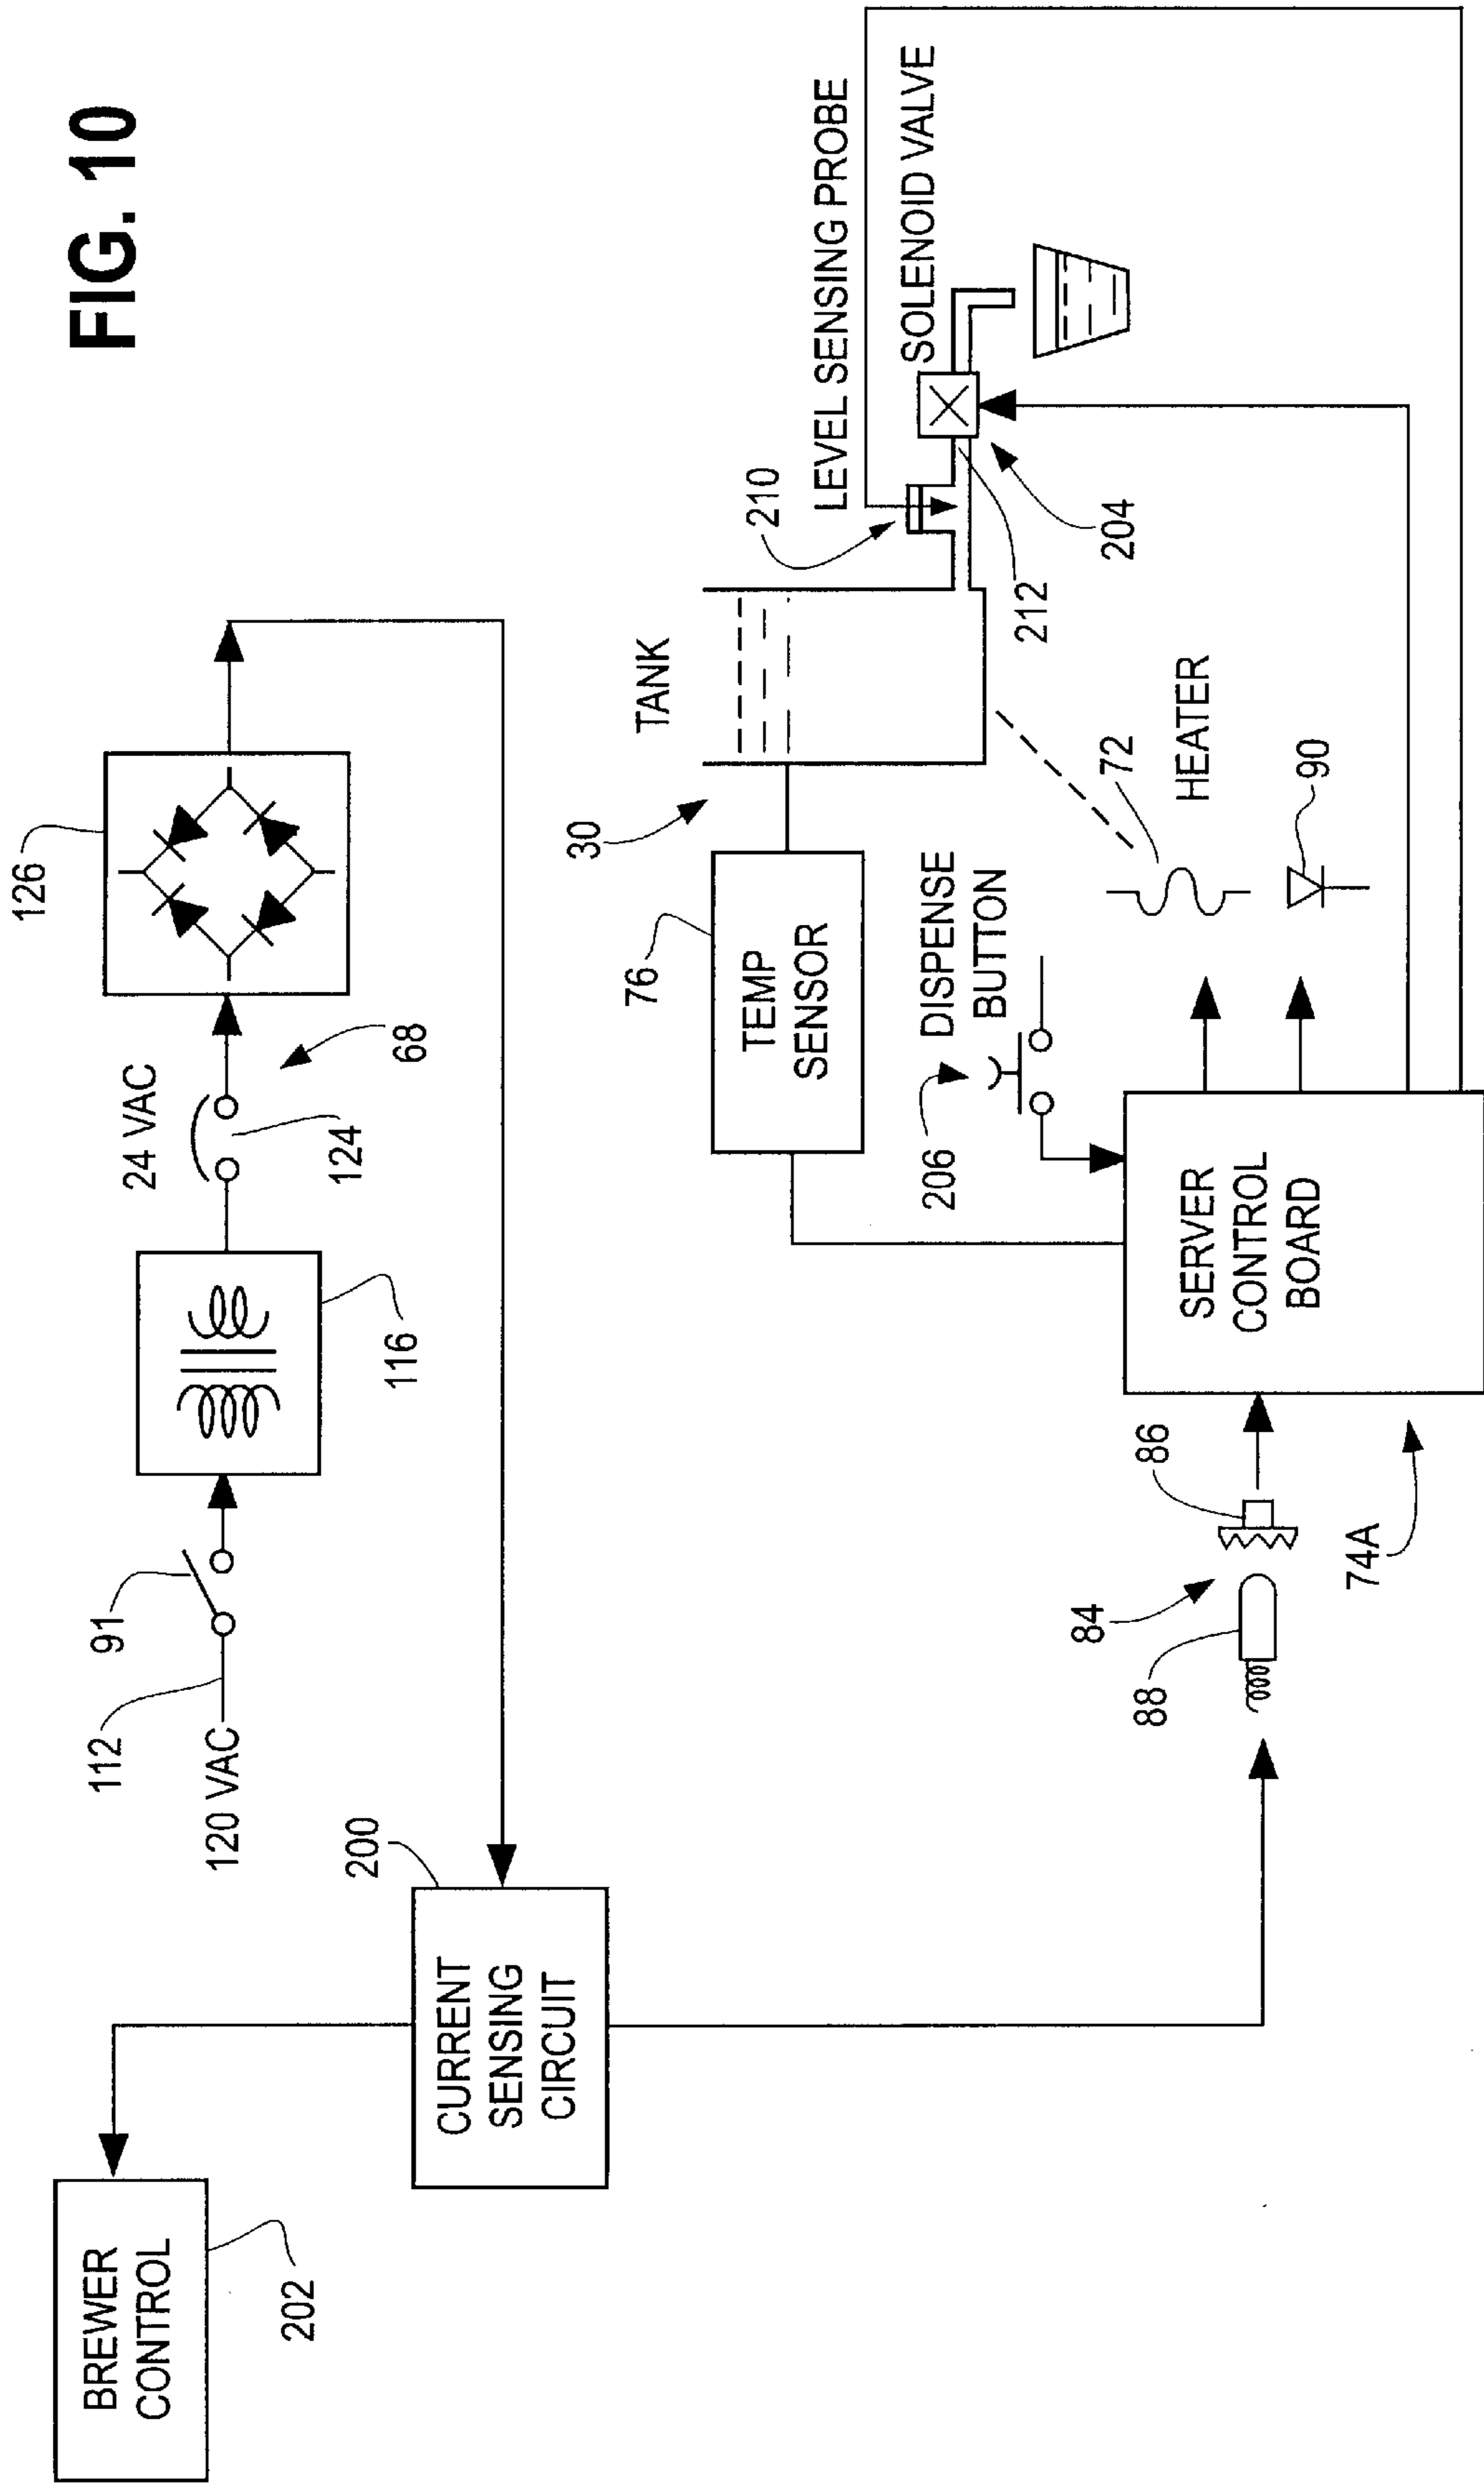 FIG. 10
BREWER
CONTROL
202
CURRENT
SENSING
CIRCUIT
200
120 VAC
112
91
116
24 VAC
124
68
126
TANK
30
76
TEMP
SENSOR
LEVEL SENSING PROBE
210
SOLENOID VALVE
212
204
206
DISPENSE
BUTTON
72
HEATER
90
SERVER
CONTROL
BOARD
74A
84
86
88